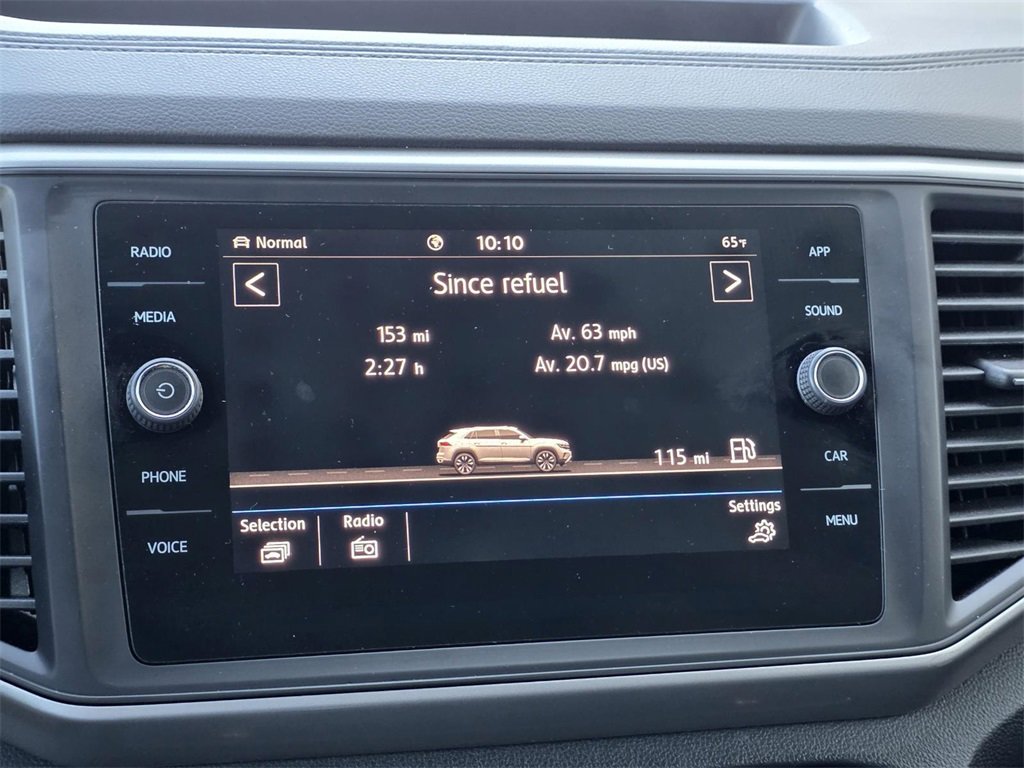 RADIO
MEDIA
PHONE
VOICE
Normal 10:10 65°F
< Since refuel >
153 mi Av. 63 mph
2:27 h Av. 20.7 mpg (US)
115 mi
Selection Radio Settings
APP
SOUND
CAR
MENU